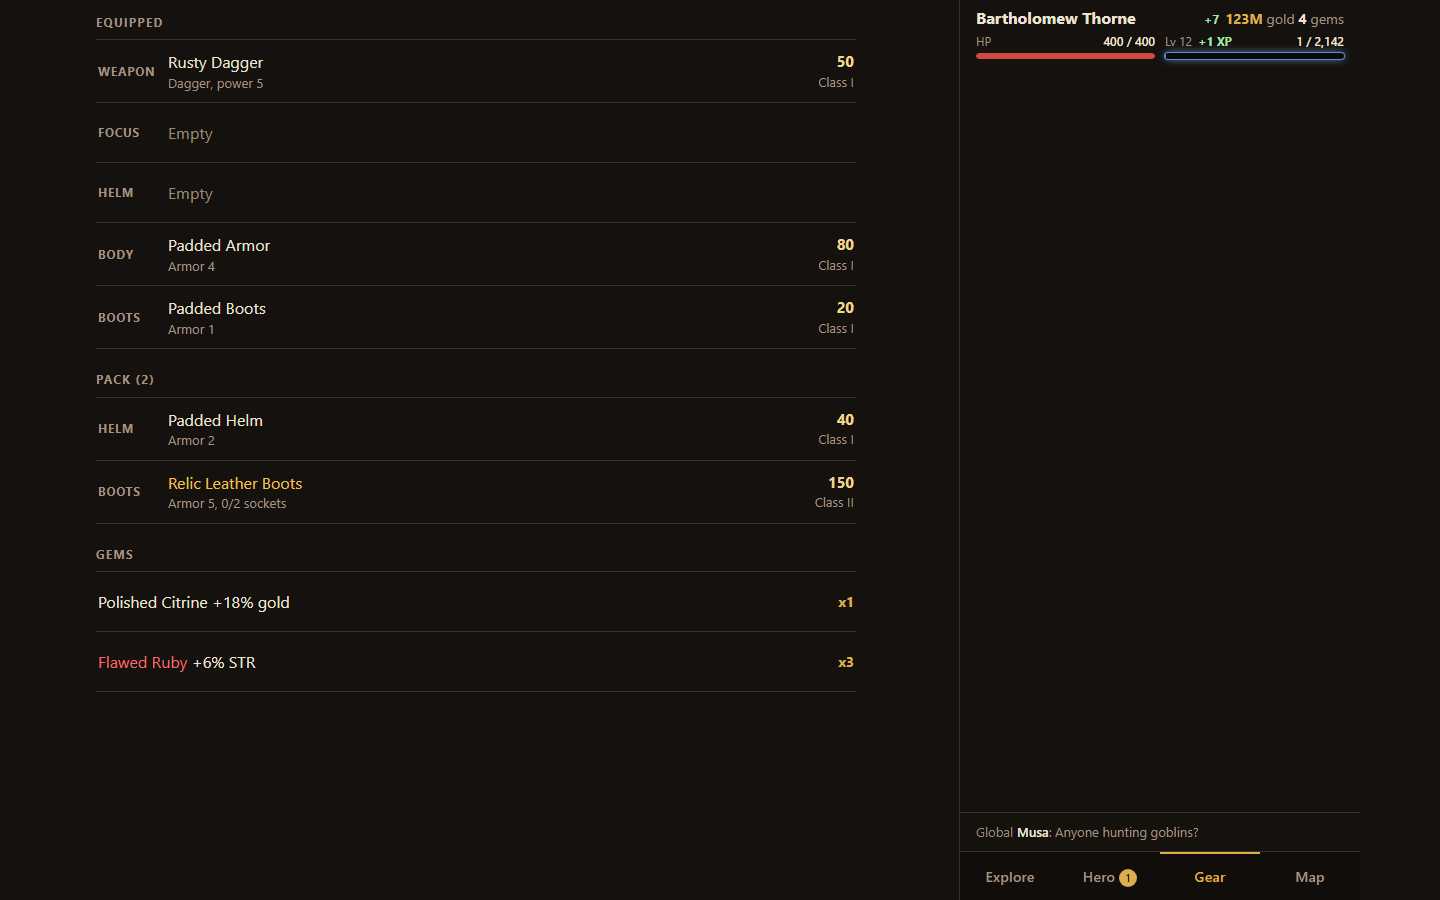 EQUIPPED
WEAPON Rusty Dagger 50
Dagger, power 5 Class I
FOCUS Empty
HELM Empty
BODY Padded Armor 80
Armor 4 Class I
BOOTS Padded Boots 20
Armor 1 Class I
PACK (2)
HELM Padded Helm 40
Armor 2 Class I
BOOTS Relic Leather Boots 150
Armor 5, 0/2 sockets Class II
GEMS
Polished Citrine +18% gold x1
Flawed Ruby +6% STR x3
Bartholomew Thorne +7 123M gold 4 gems
HP 400 / 400 Lv 12 +1 XP 1 / 2,142
Global Musa: Anyone hunting goblins?
Explore Hero 1 Gear Map